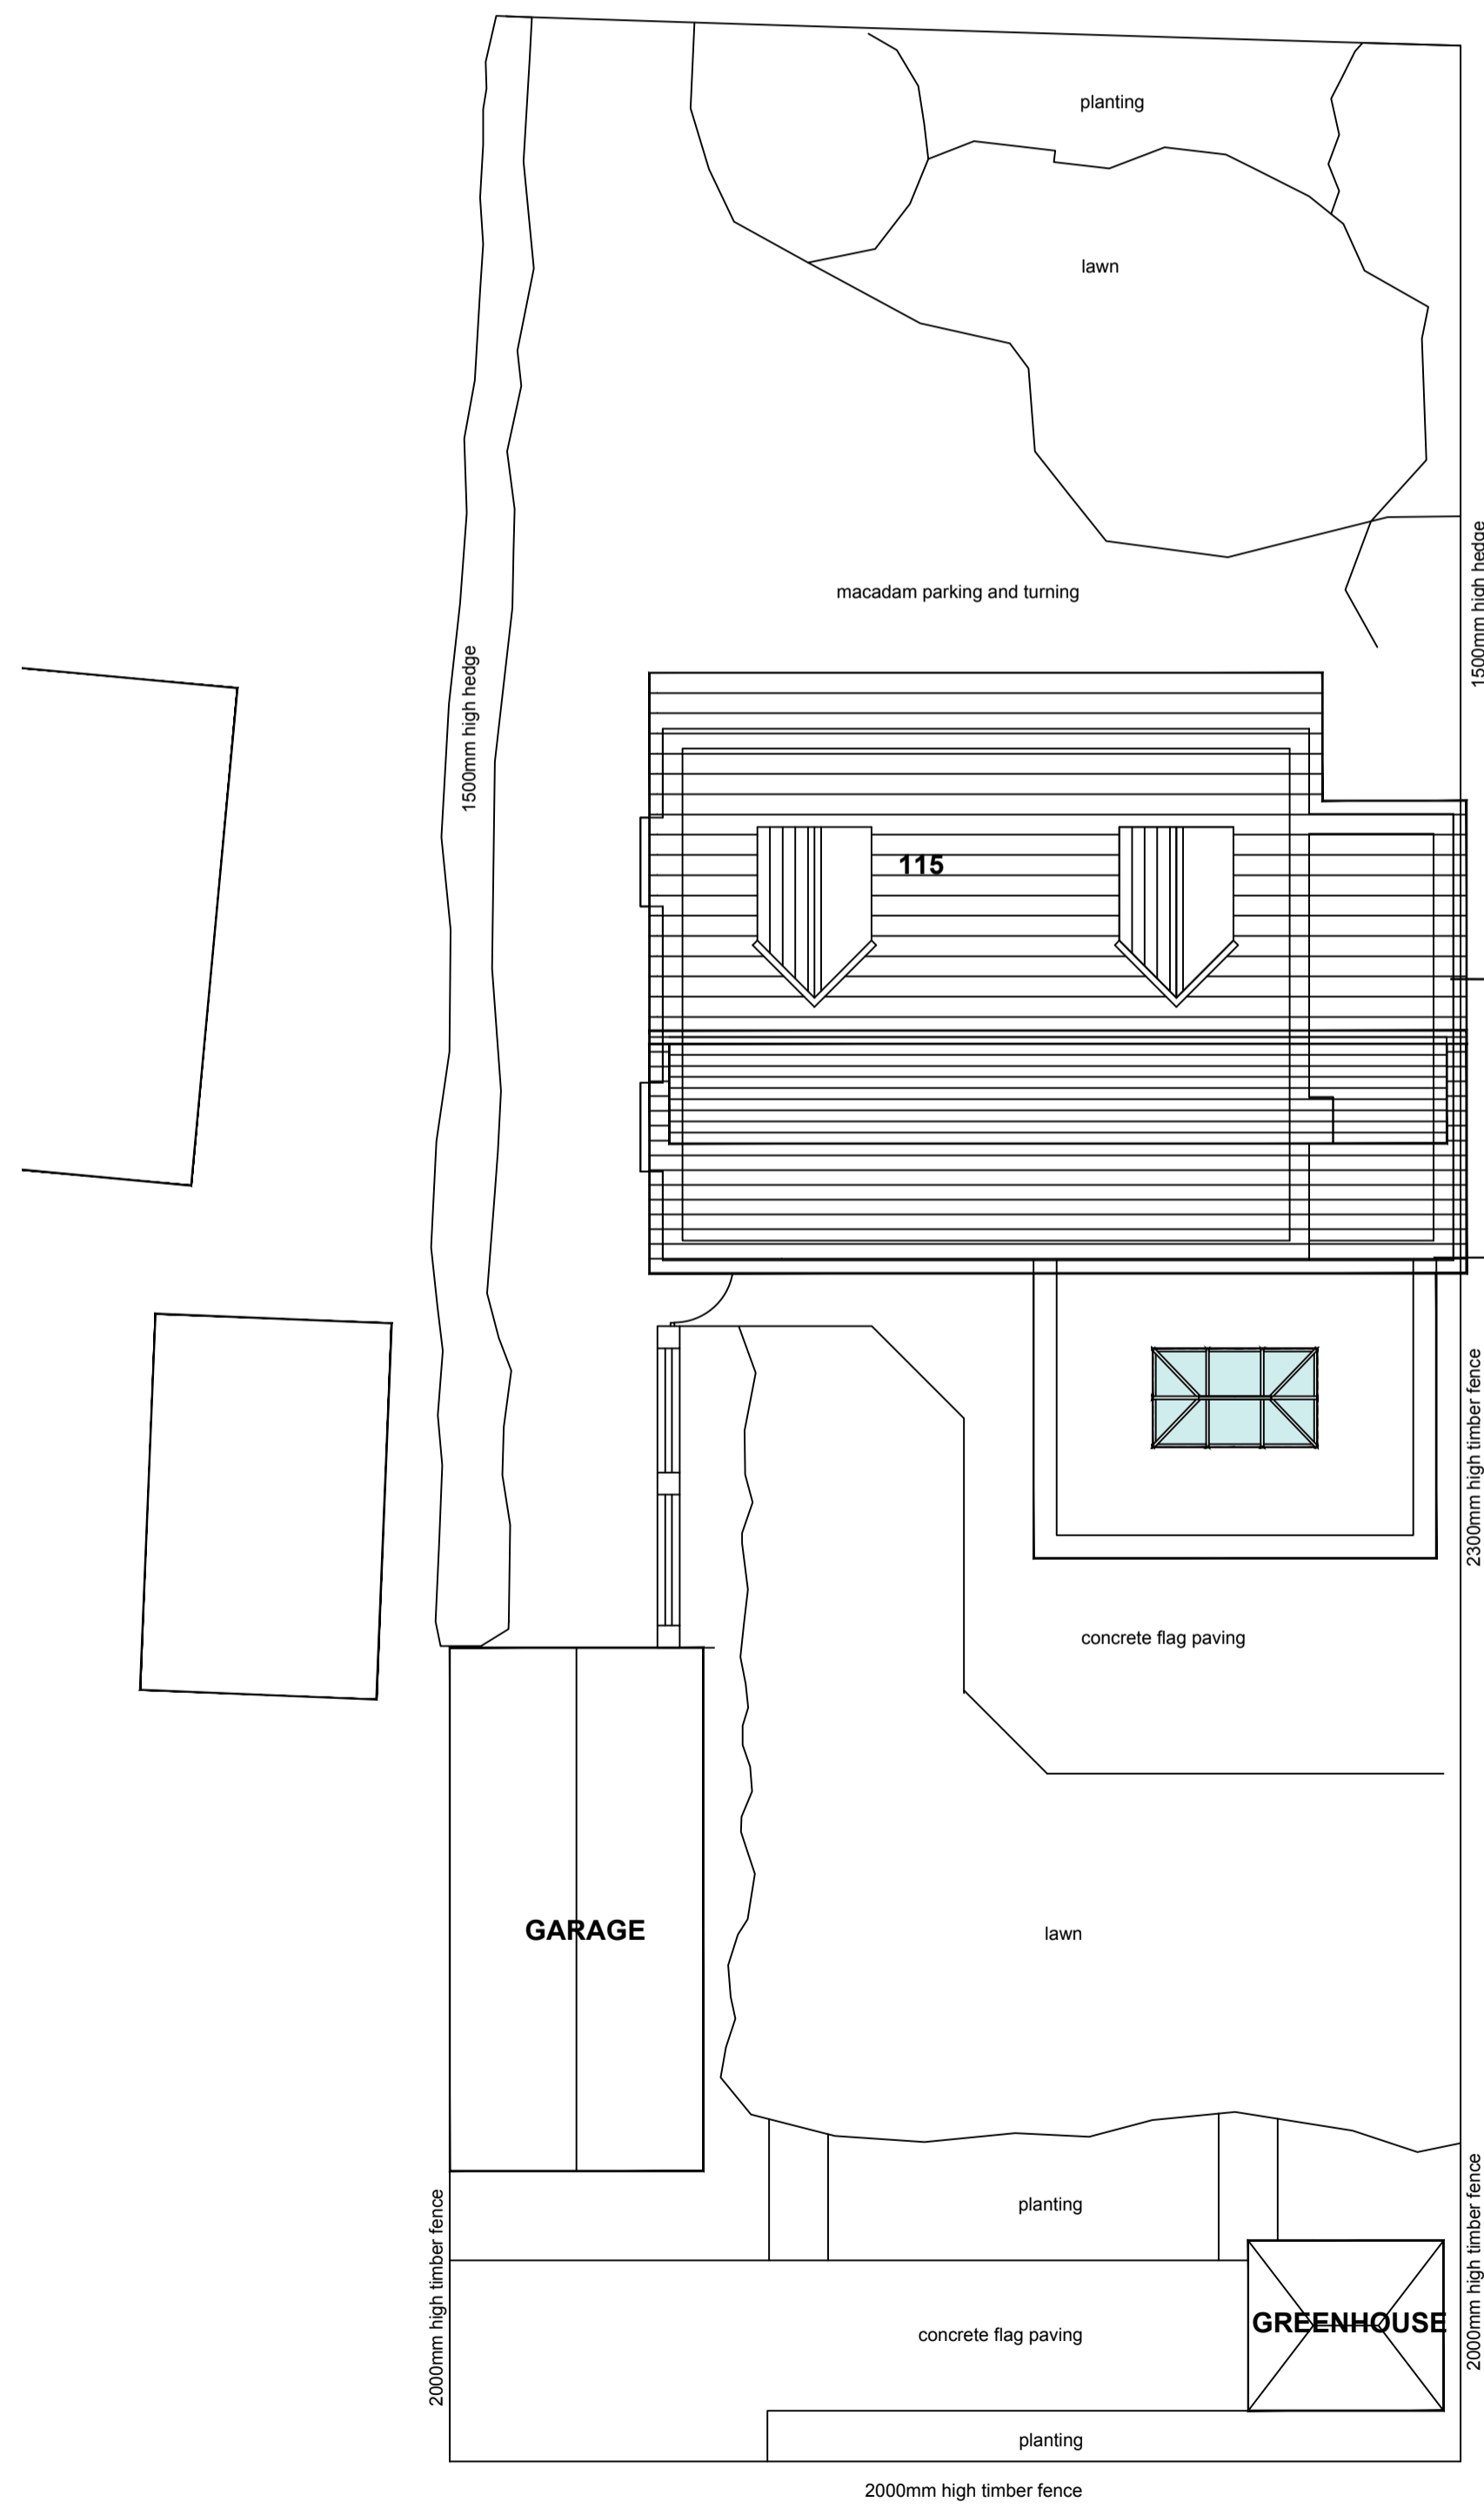 planting
lawn
1500mm high hedge
macadam parking and turning
1500mm high hedge
115
2300mm high timber fence
concrete flag paving
GARAGE
lawn
planting
2000mm high timber fence
2000mm high timber fence
GREENHOUSE
concrete flag paving
planting
2000mm high timber fence